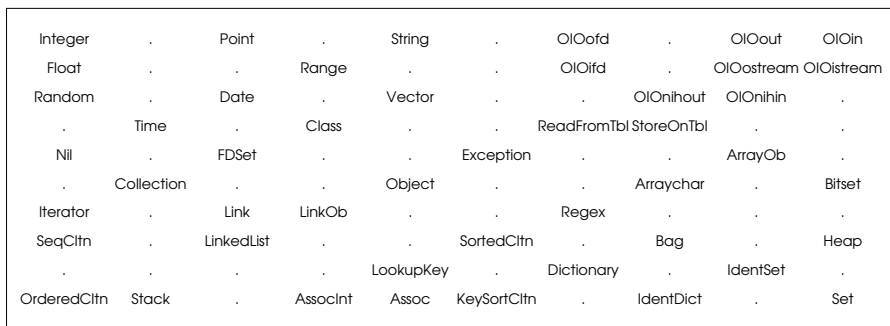 Integer . Point . String . OIOofd . OIOout OIOin
Float . . Range . . OIOifd . OIOostream OIOistream
Random . Date . Vector . . OIOnihout OIOnihin .
. Time . Class . . ReadFromTbl StoreOnTbl . .
Nil . FDSet . . Exception . . ArrayOb .
. Collection . . Object . . Arraychar . Bitset
Iterator . Link LinkOb . . Regex . . .
SeqCltn . LinkedList . . SortedCltn . Bag . Heap
. . . . LookupKey . Dictionary . IdentSet .
OrderedCltn Stack . AssocInt Assoc KeySortCltn . IdentDict . Set